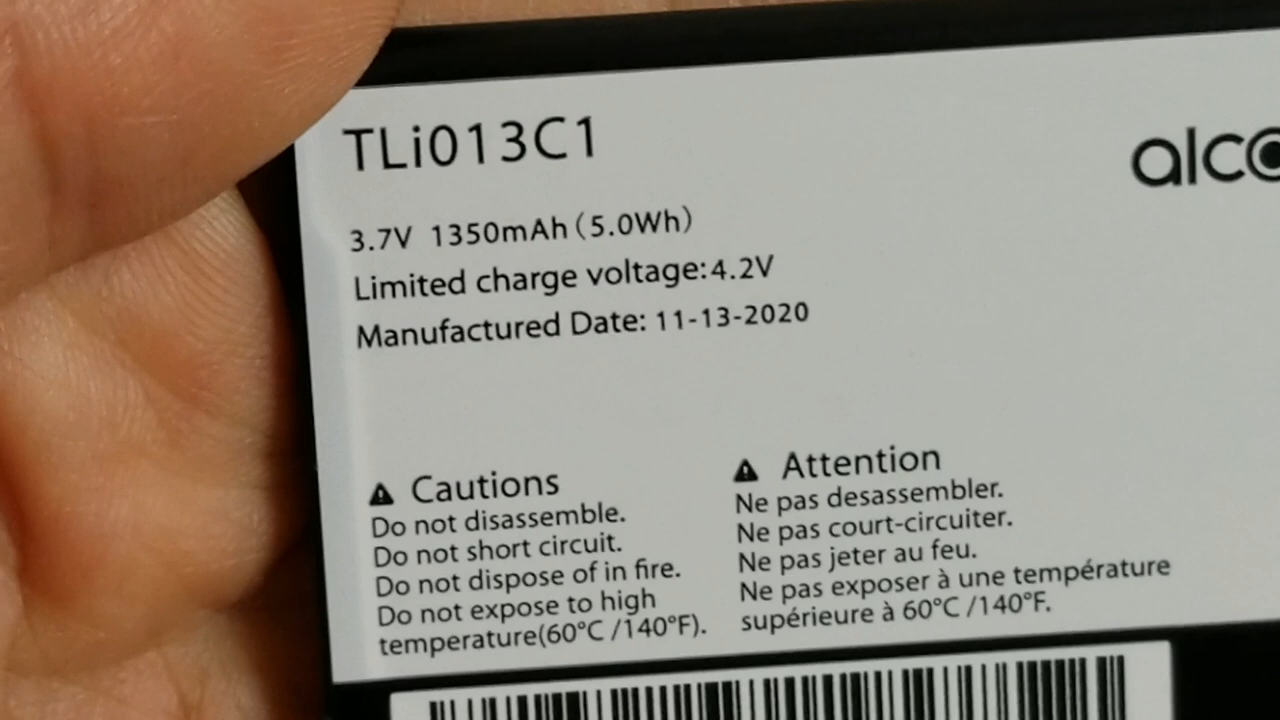 TLi013C1
alc
3.7V 1350mAh (5.0Wh)
Limited charge voltage:4.2V
Manufactured Date: 11-13-2020
⚠ Cautions
Do not disassemble.
Do not short circuit.
Do not dispose of in fire.
Do not expose to high
temperature(60°C /140°F).
⚠ Attention
Ne pas desassembler.
Ne pas court-circuiter.
Ne pas jeter au feu.
Ne pas exposer à une température
supérieure à 60°C /140°F.